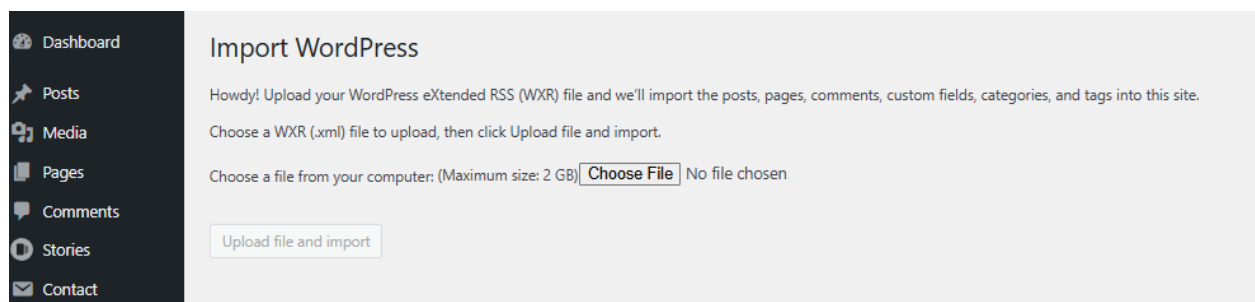 Dashboard
Import WordPress
Posts
Howdy! Upload your WordPress eXtended RSS (WXR) file and we'll import the posts, pages, comments, custom fields, categories, and tags into this site.
Media
Choose a WXR (.xml) file to upload, then click Upload file and import.
Pages
Choose a file from your computer: (Maximum size: 2 GB) Choose File No file chosen
Comments
Stories
Upload file and import
Contact